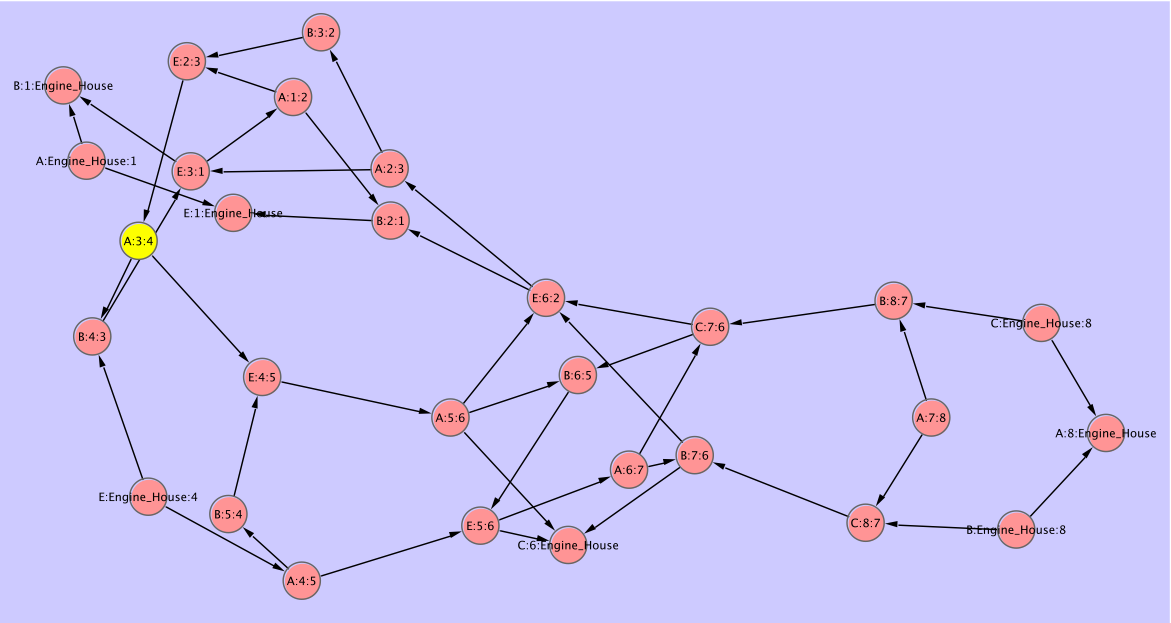 B:3:2
E:2:3
B:1:Engine_House
A:1:2
A:Engine_House:1
E:3:1
A:2:3
E:1:Engine_House
B:2:1
A:3:4
E:6:2
B:8:7
C:Engine_House:8
C:7:6
B:4:3
E:4:5
B:6:5
A:5:6
A:7:8
A:8:Engine_House
B:7:6
A:6:7
E:Engine_House:4
B:5:4
E:5:6
C:8:7
B:Engine_House:8
C:6:Engine_House
A:4:5